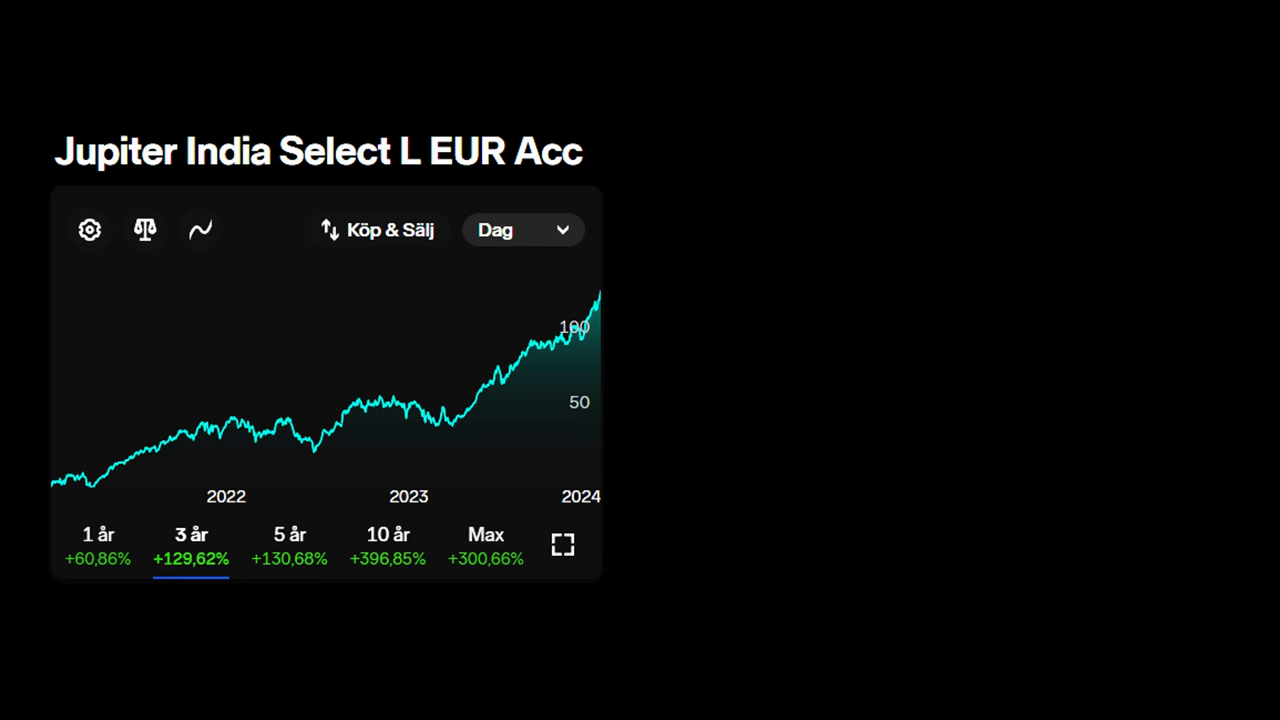 Jupiter India Select L EUR Acc
Köp & Sälj
Dag
100
50
2022 2023 2024
1 år 3 år 5 år 10 år Max
+60,86% +129,62% +130,68% +396,85% +300,66%